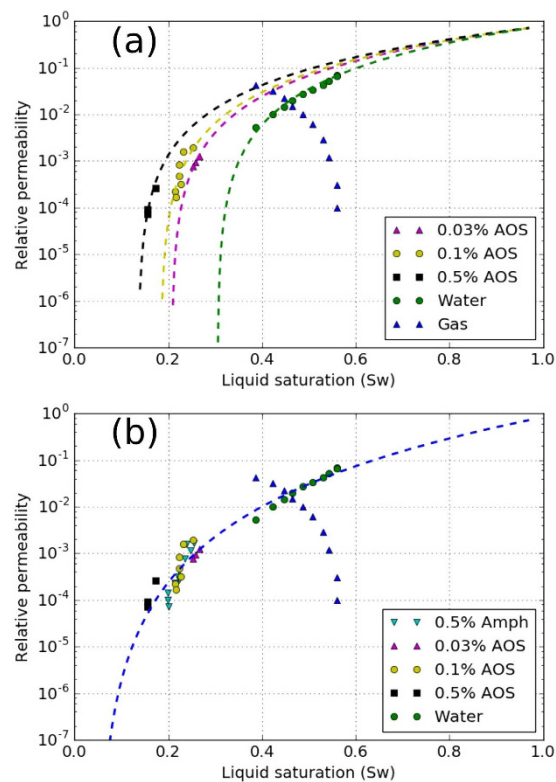 (a)
10^0
10^-1
10^-2
10^-3
10^-4
10^-5
10^-6
10^-7
Relative permeability
0.03% AOS
0.1% AOS
0.5% AOS
Water
Gas
0.0 0.2 0.4 0.6 0.8 1.0
Liquid saturation (Sw)
(b)
10^0
10^-1
10^-2
10^-3
10^-4
10^-5
10^-6
10^-7
Relative permeability
0.5% Amph
0.03% AOS
0.1% AOS
0.5% AOS
Water
0.0 0.2 0.4 0.6 0.8 1.0
Liquid saturation (Sw)